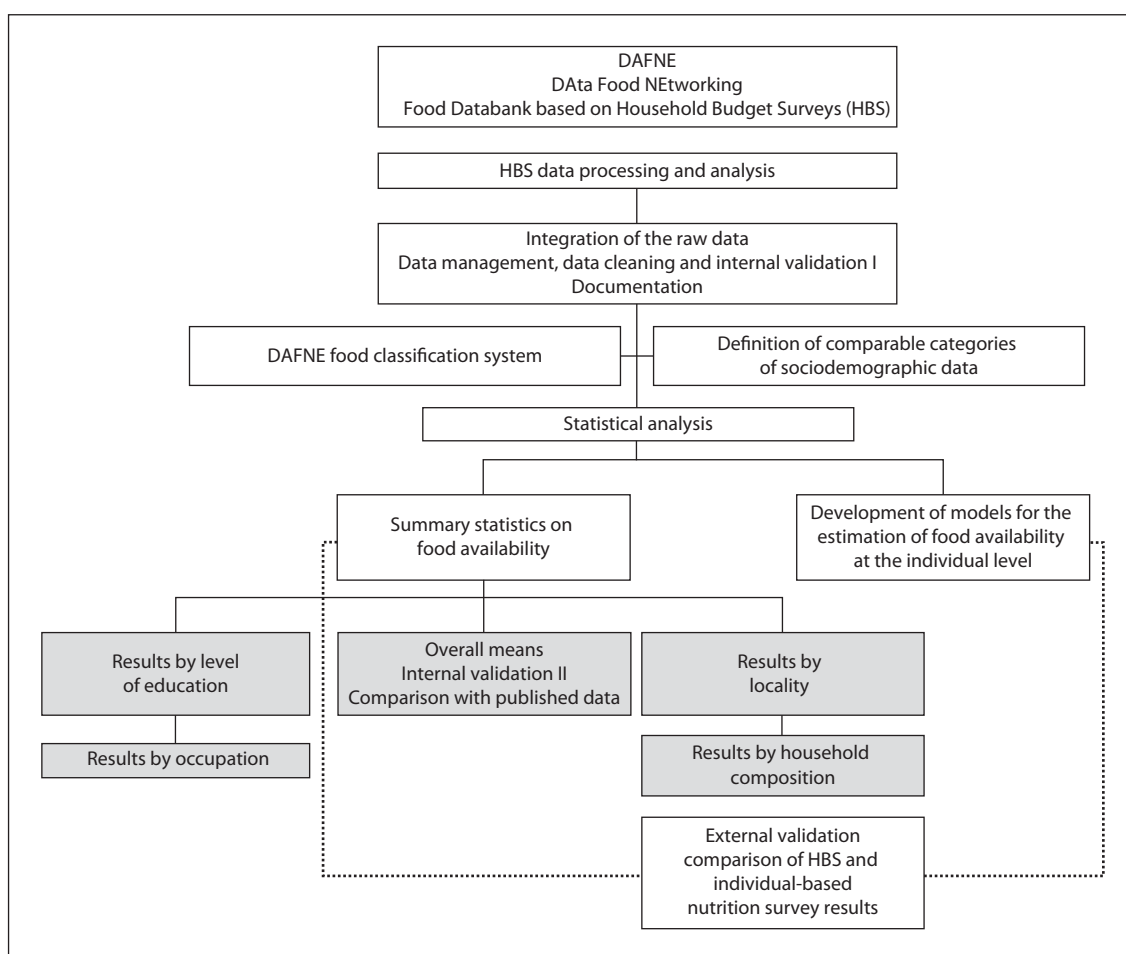 DAFNE
DAta Food NEtworking
Food Databank based on Household Budget Surveys (HBS)
HBS data processing and analysis
Integration of the raw data
Data management, data cleaning and internal validation I
Documentation
DAFNE food classification system
Definition of comparable categories
of sociodemographic data
Statistical analysis
Summary statistics on
food availability
Development of models for the
estimation of food availability
at the individual level
Results by level
of education
Overall means
Internal validation II
Comparison with published data
Results by
locality
Results by occupation
Results by household
composition
External validation
comparison of HBS and
individual-based
nutrition survey results